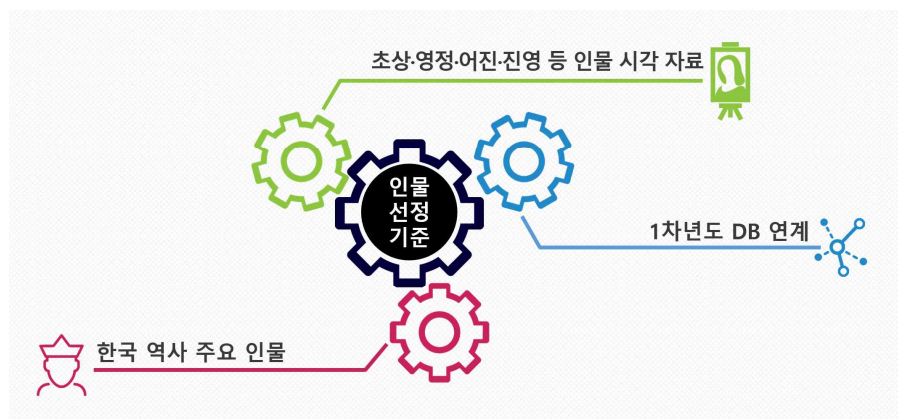 초상·영정·어진·진영 등 인물 시각 자료
인물
선정
기준
1차년도 DB 연계
한국 역사 주요 인물